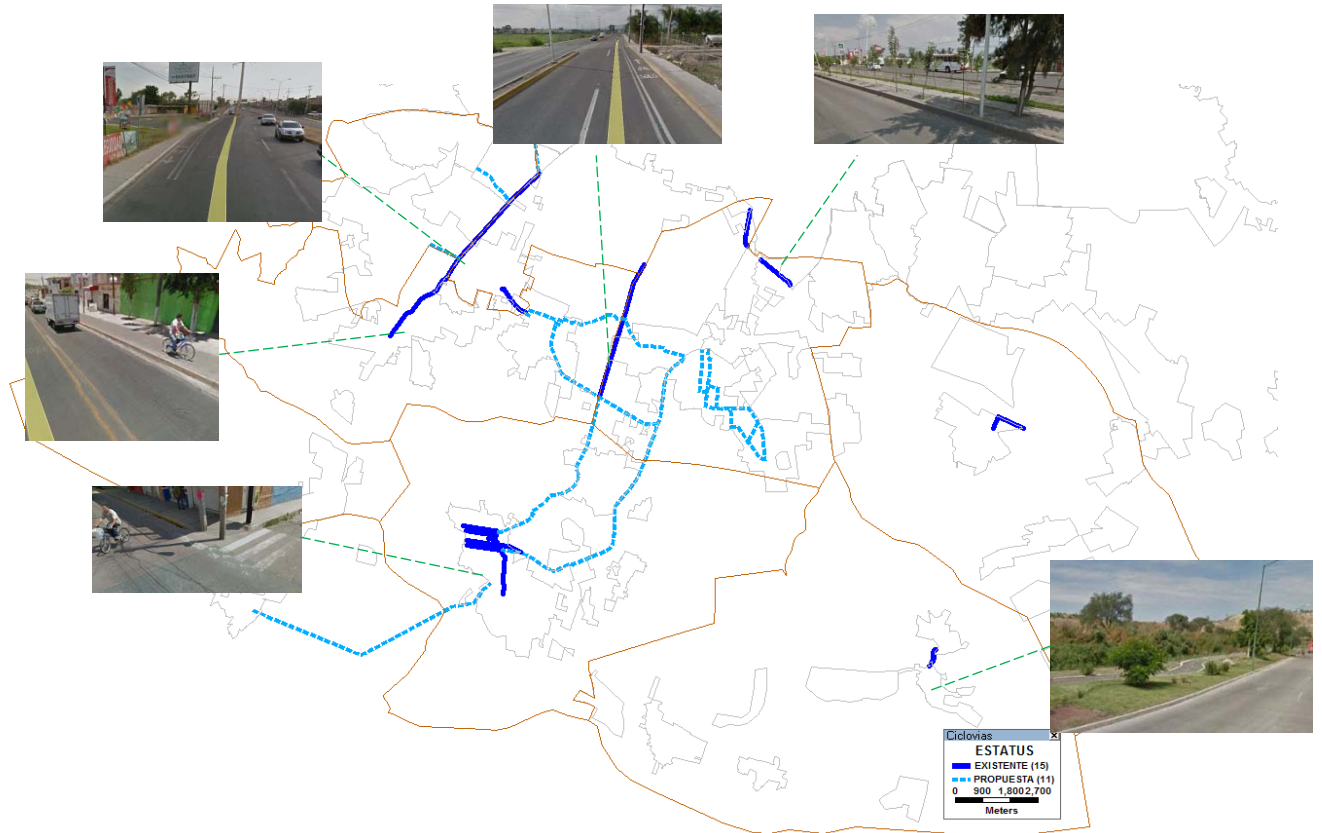 Ciclovias
ESTATUS
EXISTENTE (15)
PROPUESTA (11)
0 900 1,800 2,700
Meters